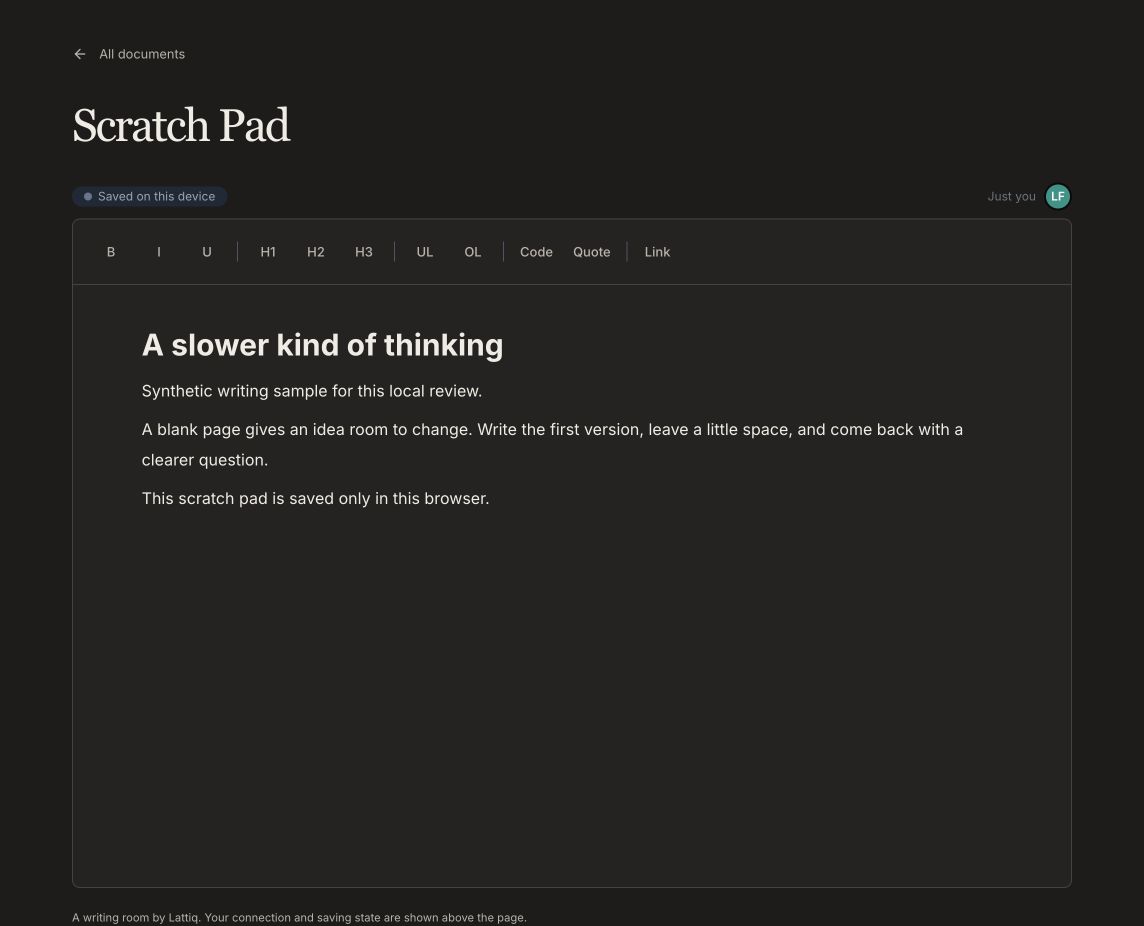 All documents
Scratch Pad
Saved on this device
Just you LF
B I U H1 H2 H3 UL OL Code Quote Link
A slower kind of thinking
Synthetic writing sample for this local review.
A blank page gives an idea room to change. Write the first version, leave a little space, and come back with a
clearer question.
This scratch pad is saved only in this browser.
A writing room by Lattiq. Your connection and saving state are shown above the page.